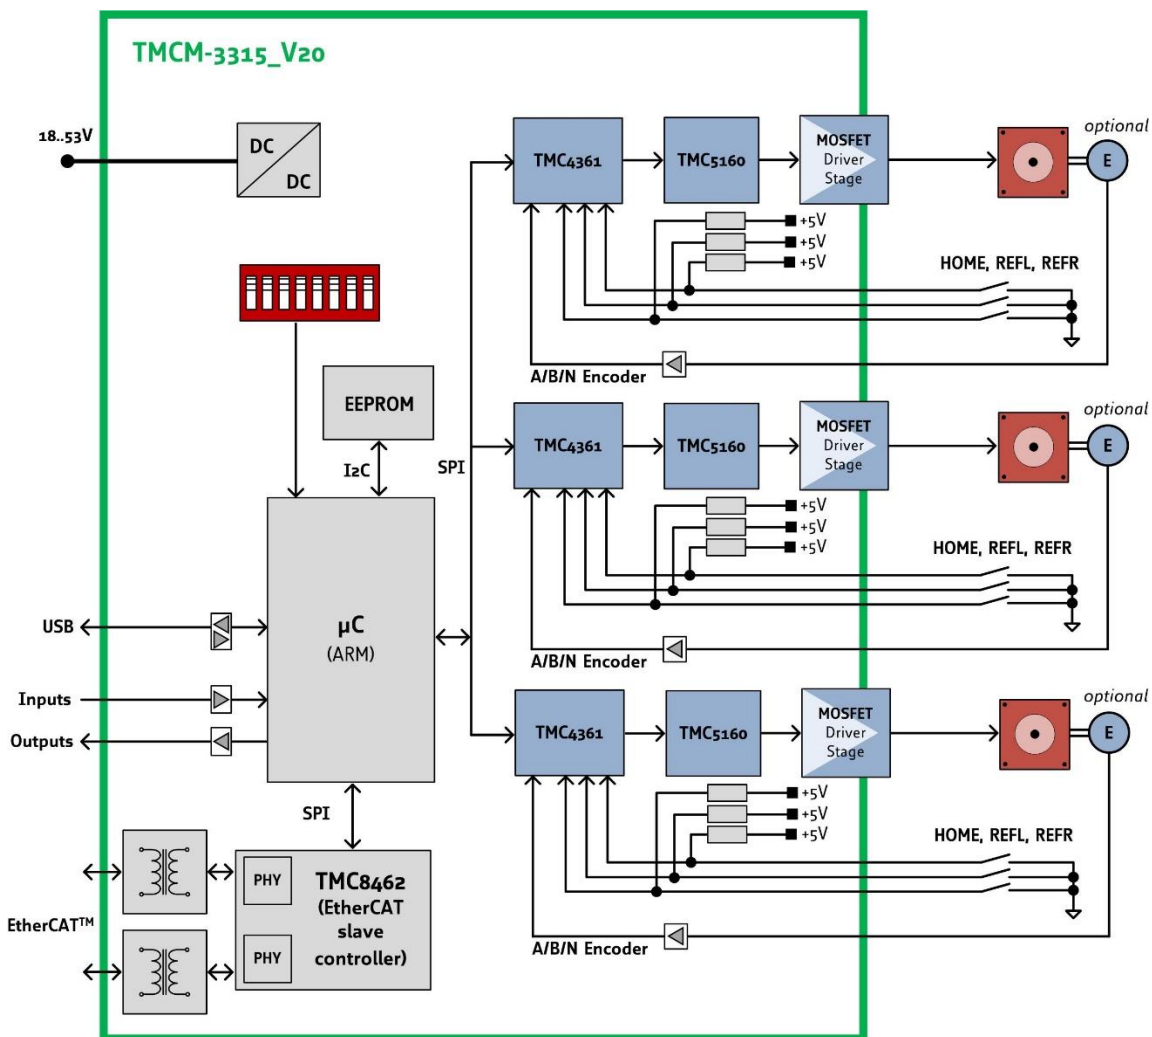 TMCM-3315_V20
18..53V
DC
DC
EEPROM
I2C
µC
(ARM)
USB
Inputs
Outputs
SPI
SPI
PHY
PHY
TMC8462
(EtherCAT
slave
controller)
EtherCAT™
TMC4361
TMC5160
MOSFET
Driver
Stage
optional
E
+5V
+5V
+5V
HOME, REFL, REFR
A/B/N Encoder
TMC4361
TMC5160
MOSFET
Driver
Stage
optional
E
+5V
+5V
+5V
HOME, REFL, REFR
A/B/N Encoder
TMC4361
TMC5160
MOSFET
Driver
Stage
optional
E
+5V
+5V
+5V
HOME, REFL, REFR
A/B/N Encoder